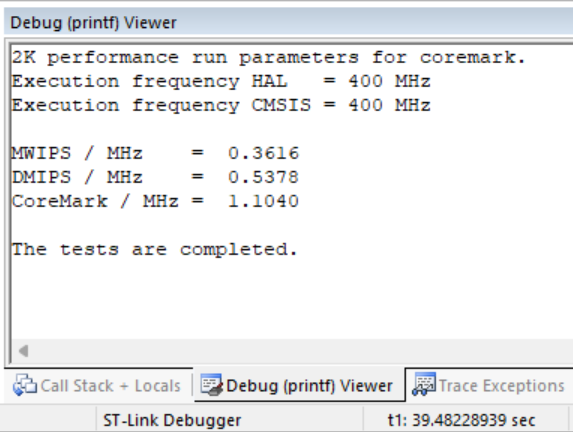 Debug (printf) Viewer
2K performance run parameters for coremark.
Execution frequency HAL   = 400 MHz
Execution frequency CMSIS = 400 MHz
MWIPS / MHz    =  0.3616
DMIPS / MHz    =  0.5378
CoreMark / MHz =  1.1040
The tests are completed.
Call Stack + Locals Debug (printf) Viewer Trace Exceptions
ST-Link Debugger t1: 39.48228939 sec